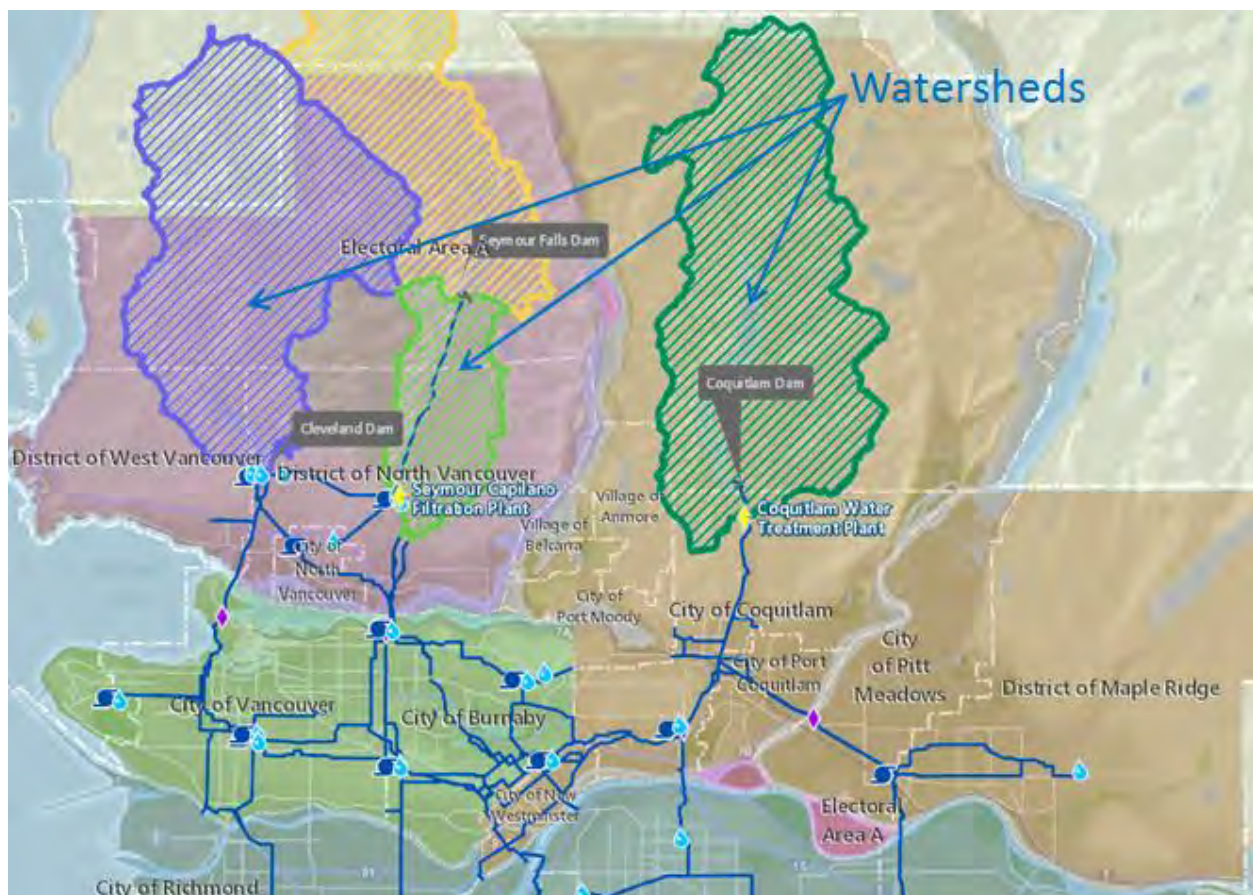 Watersheds
Seymour Falls Dam
Electoral Area A
Coquitlam Dam
Cleveland Dam
District of West Vancouver
District of North Vancouver
Seymour Capilano
Filtration Plant
Village of
Anmore
Coquitlam Water
Treatment Plant
Village of
Belcarra
City of
North
Vancouver
City of
Port Moody
City of Coquitlam
City
of Pitt
Meadows
City of Port
Coquitlam
District of Maple Ridge
City of Vancouver
City of Burnaby
City of New
Westminster
Electoral
Area A
City of Richmond